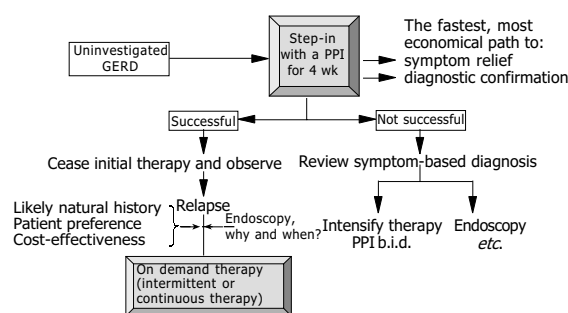 Uninvestigated
GERD
Step-in
with a PPI
for 4 wk
The fastest, most
economical path to:
symptom relief
diagnostic confirmation
Successful
Not successful
Cease initial therapy and observe
Review symptom-based diagnosis
Relapse
Likely natural history
Patient preference
Cost-effectiveness
Endoscopy,
why and when?
Intensify therapy
PPI b.i.d.
Endoscopy
etc.
On demand therapy
(intermittent or
continuous therapy)